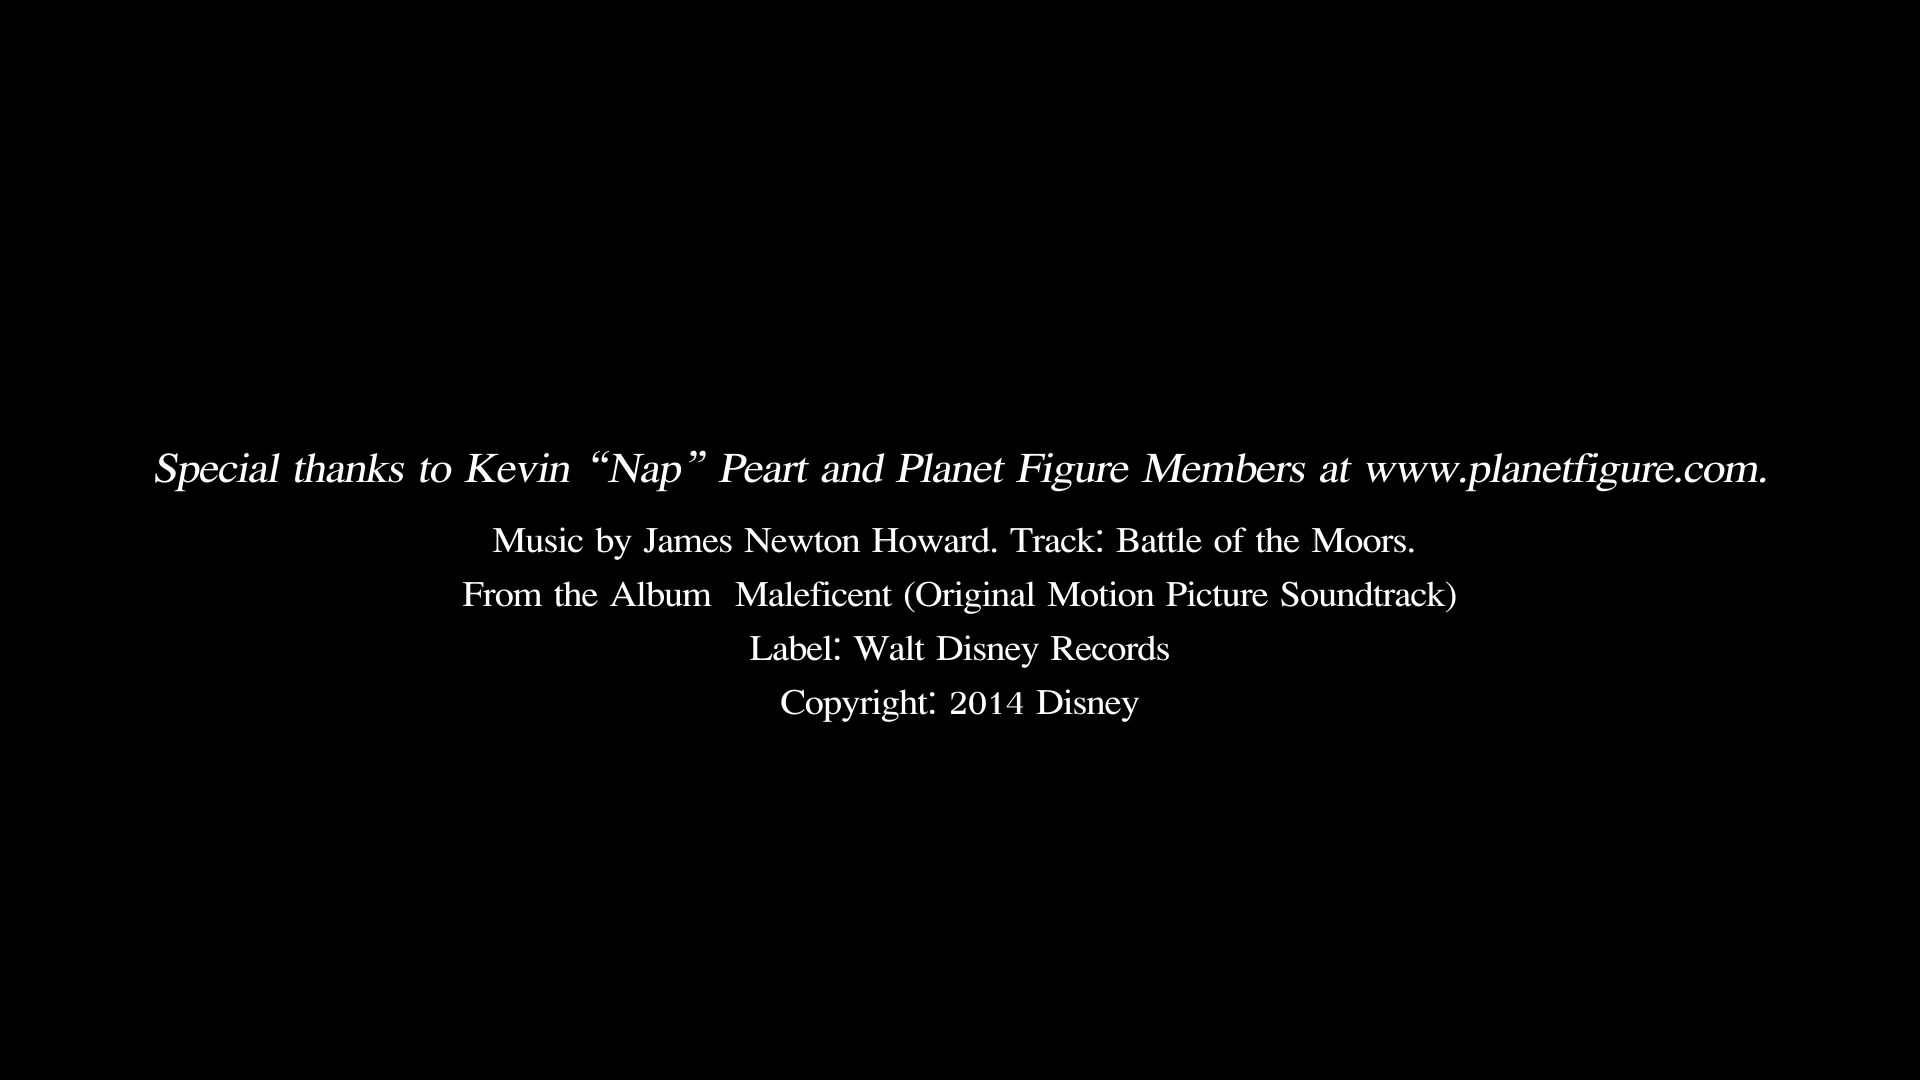 Special thanks to Kevin “Nap” Peart and Planet Figure Members at www.planetfigure.com.
Music by James Newton Howard. Track: Battle of the Moors.
From the Album  Maleficent (Original Motion Picture Soundtrack)
Label: Walt Disney Records
Copyright: 2014 Disney